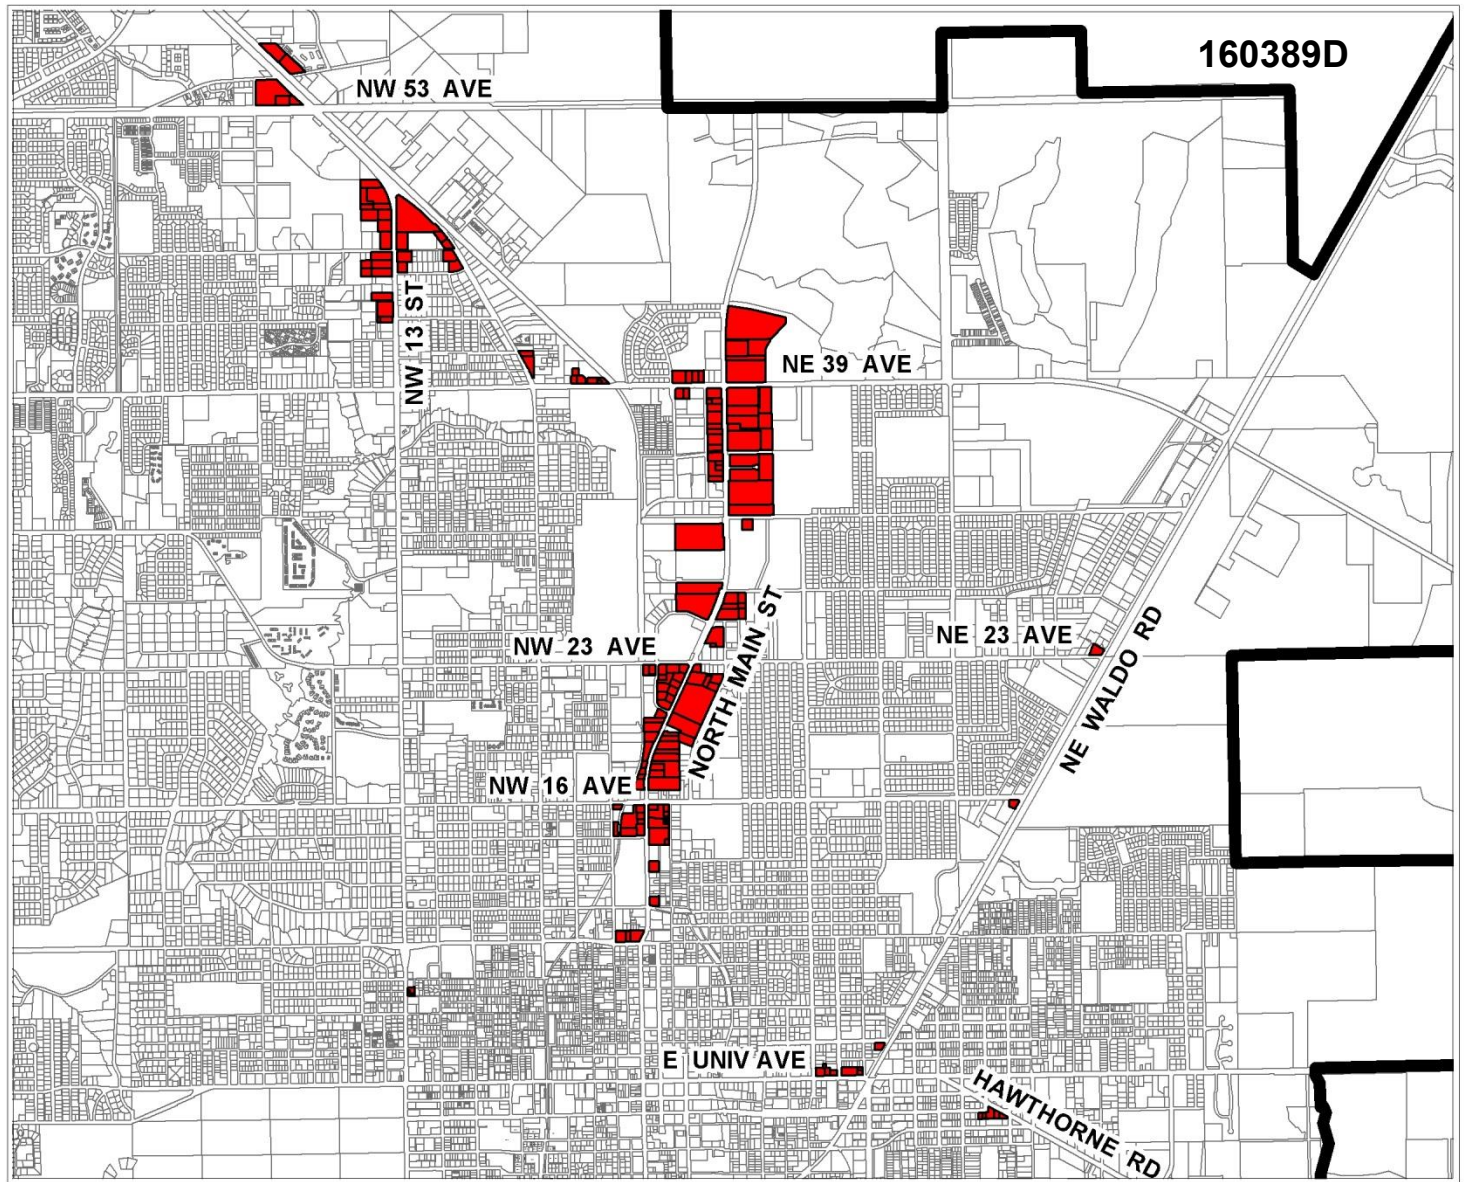 160389D
NW 53 AVE
NW 13 ST
NE 39 AVE
NW 23 AVE
NORTH MAIN ST
NE 23 AVE
NE WALDO RD
NW 16 AVE
E UNIV AVE
HAWTHORNE RD